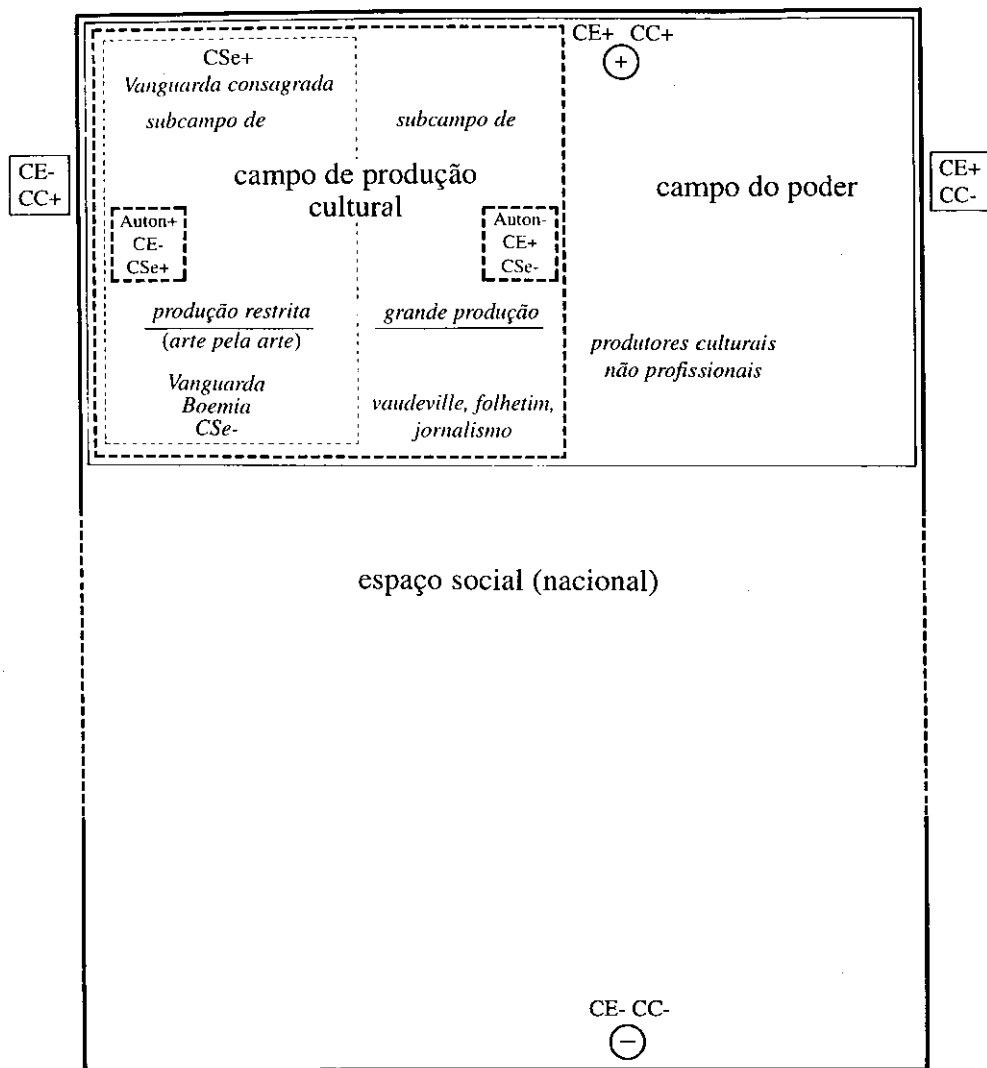 CE+ CC+
+
CSe+
Vanguarda consagrada
subcampo de
subcampo de
CE-
CC+
campo de produção
cultural
campo do poder
CE+
CC-
Auton+
CE-
CSe+
Auton-
CE+
CSe-
produção restrita
(arte pela arte)
grande produção
produtores culturais
não profissionais
Vanguarda
Boemia
CSe-
vaudeville, folhetim,
jornalismo
espaço social (nacional)
CE- CC-
−